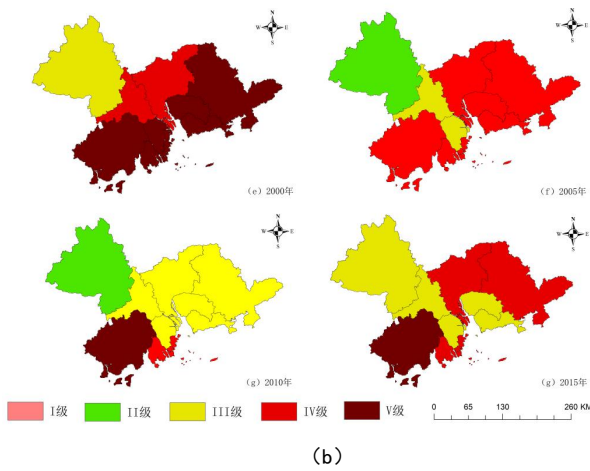 N
W E
S
N
W E
S
(e) 2000年
(f) 2005年
N
W E
S
N
W E
S
(g) 2010年
(g) 2015年
I级 II级 III级 IV级 V级
0 65 130 260 KM
(b)